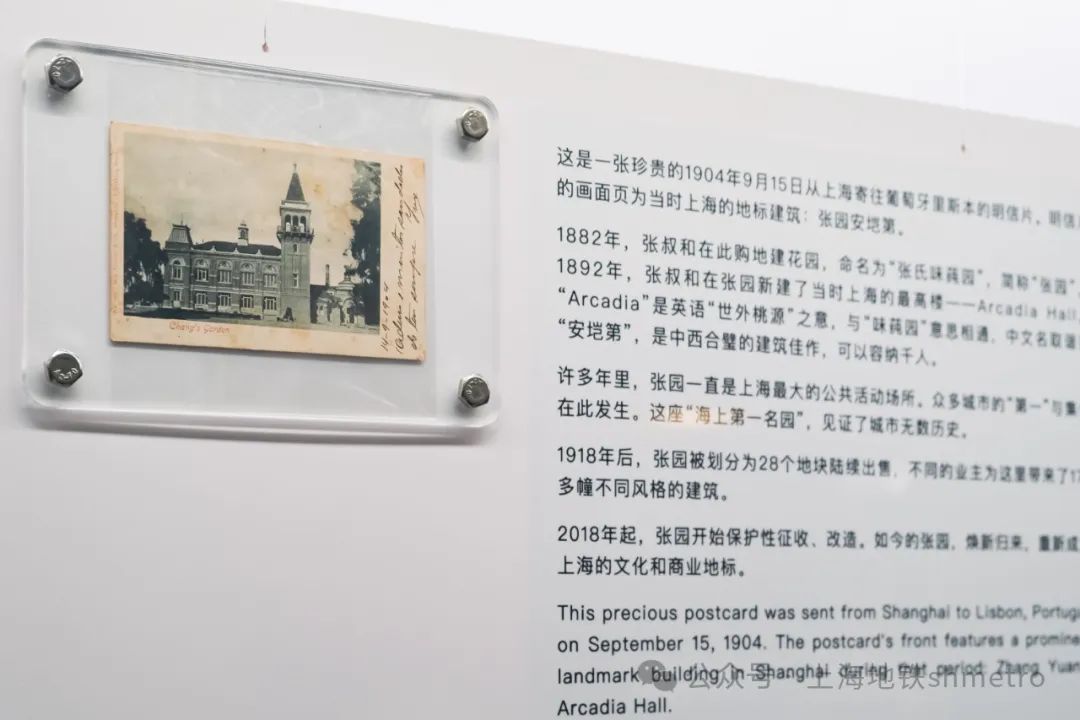 Chang's Garden
14-9-1904
这是一张珍贵的1904年9月15日从上海寄往葡萄牙里斯本的明信片。明信
的画面页为当时上海的地标建筑：张园安垲第。
1882年，张叔和在此购地建花园，命名为“张氏味莼园”，简称“张园”
1892年，张叔和在张园新建了当时上海的最高楼——Arcadia Hall,
“Arcadia”是英语“世外桃源”之意，与“味莼园”意思相通，中文名取谐
“安垲第”，是中西合璧的建筑佳作，可以容纳千人。
许多年里，张园一直是上海最大的公共活动场所。众多城市的“第一”与集
在此发生。这座“海上第一名园”，见证了城市无数历史。
1918年后，张园被划分为28个地块陆续出售，不同的业主为这里带来了17
多幢不同风格的建筑。
2018年起，张园开始保护性征收、改造。如今的张园，焕新归来，重新成
上海的文化和商业地标。
This precious postcard was sent from Shanghai to Lisbon, Portuga
on September 15, 1904. The postcard's front features a promine
landmark building in Shanghai during that period: Zhang Yuan
Arcadia Hall.
公众号 · 上海地铁shmetro